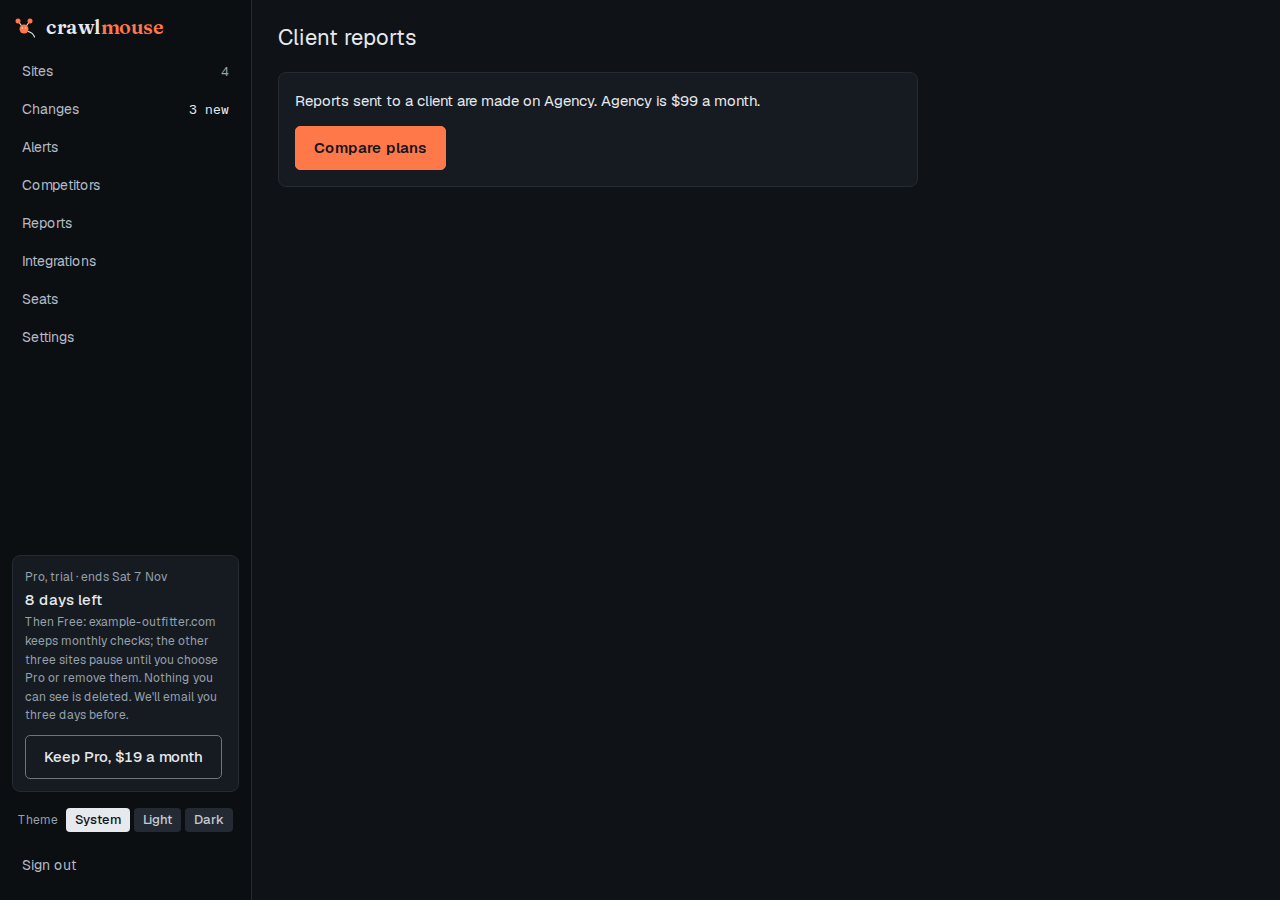 crawlmouse
Sites 4
Changes 3 new
Alerts
Competitors
Reports
Integrations
Seats
Settings
Pro, trial · ends Sat 7 Nov
8 days left
Then Free: example-outfitter.com
keeps monthly checks; the other
three sites pause until you choose
Pro or remove them. Nothing you
can see is deleted. We'll email you
three days before.
Keep Pro, $19 a month
Theme System Light Dark
Sign out
Client reports
Reports sent to a client are made on Agency. Agency is $99 a month.
Compare plans